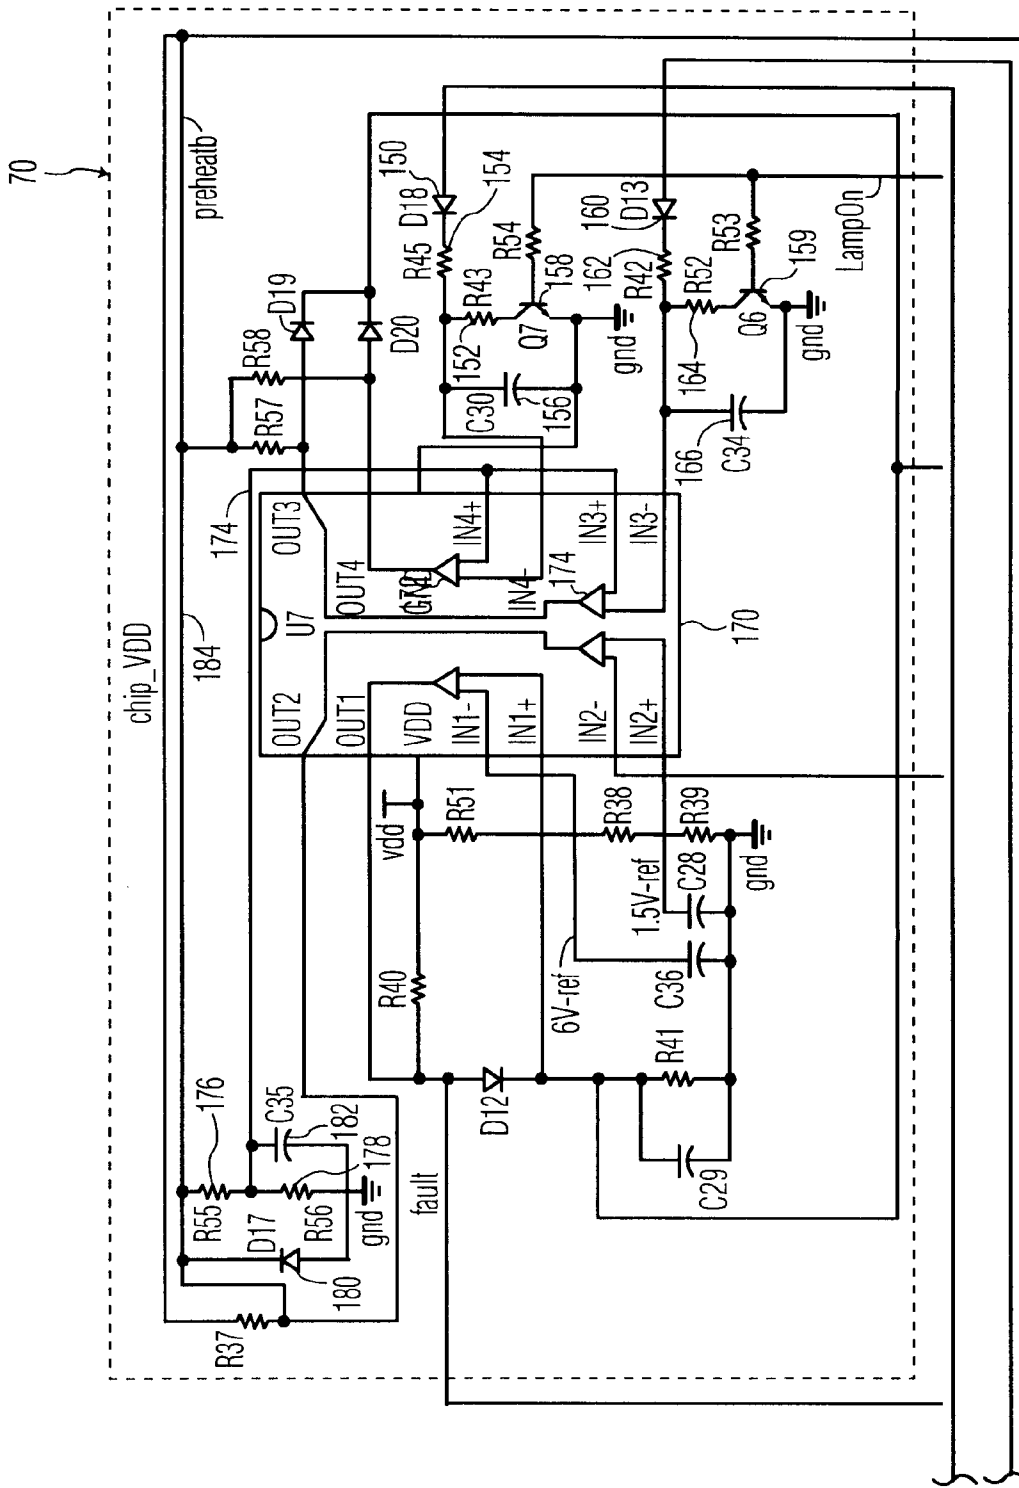 70
chip_VDD
preheatb
184
174
176
R55
D17
C35
182
178
R56
gnd
180
R37
R57
R58
D19
D20
OUT2
OUT1
VDD
IN1-
IN1+
IN2-
IN2+
U7
OUT3
OUT4
IN4+
IN4-
174
IN3+
IN3-
170
D18
150
R45
154
R43
152
C30
156
Q7
158
R54
gnd
D13
160
162
R42
R52
164
R53
Q6
159
gnd
166
C34
LampOn
vdd
R51
R38
R39
R40
1.5V-ref
C28
gnd
6V-ref
C36
D12
R41
C29
fault